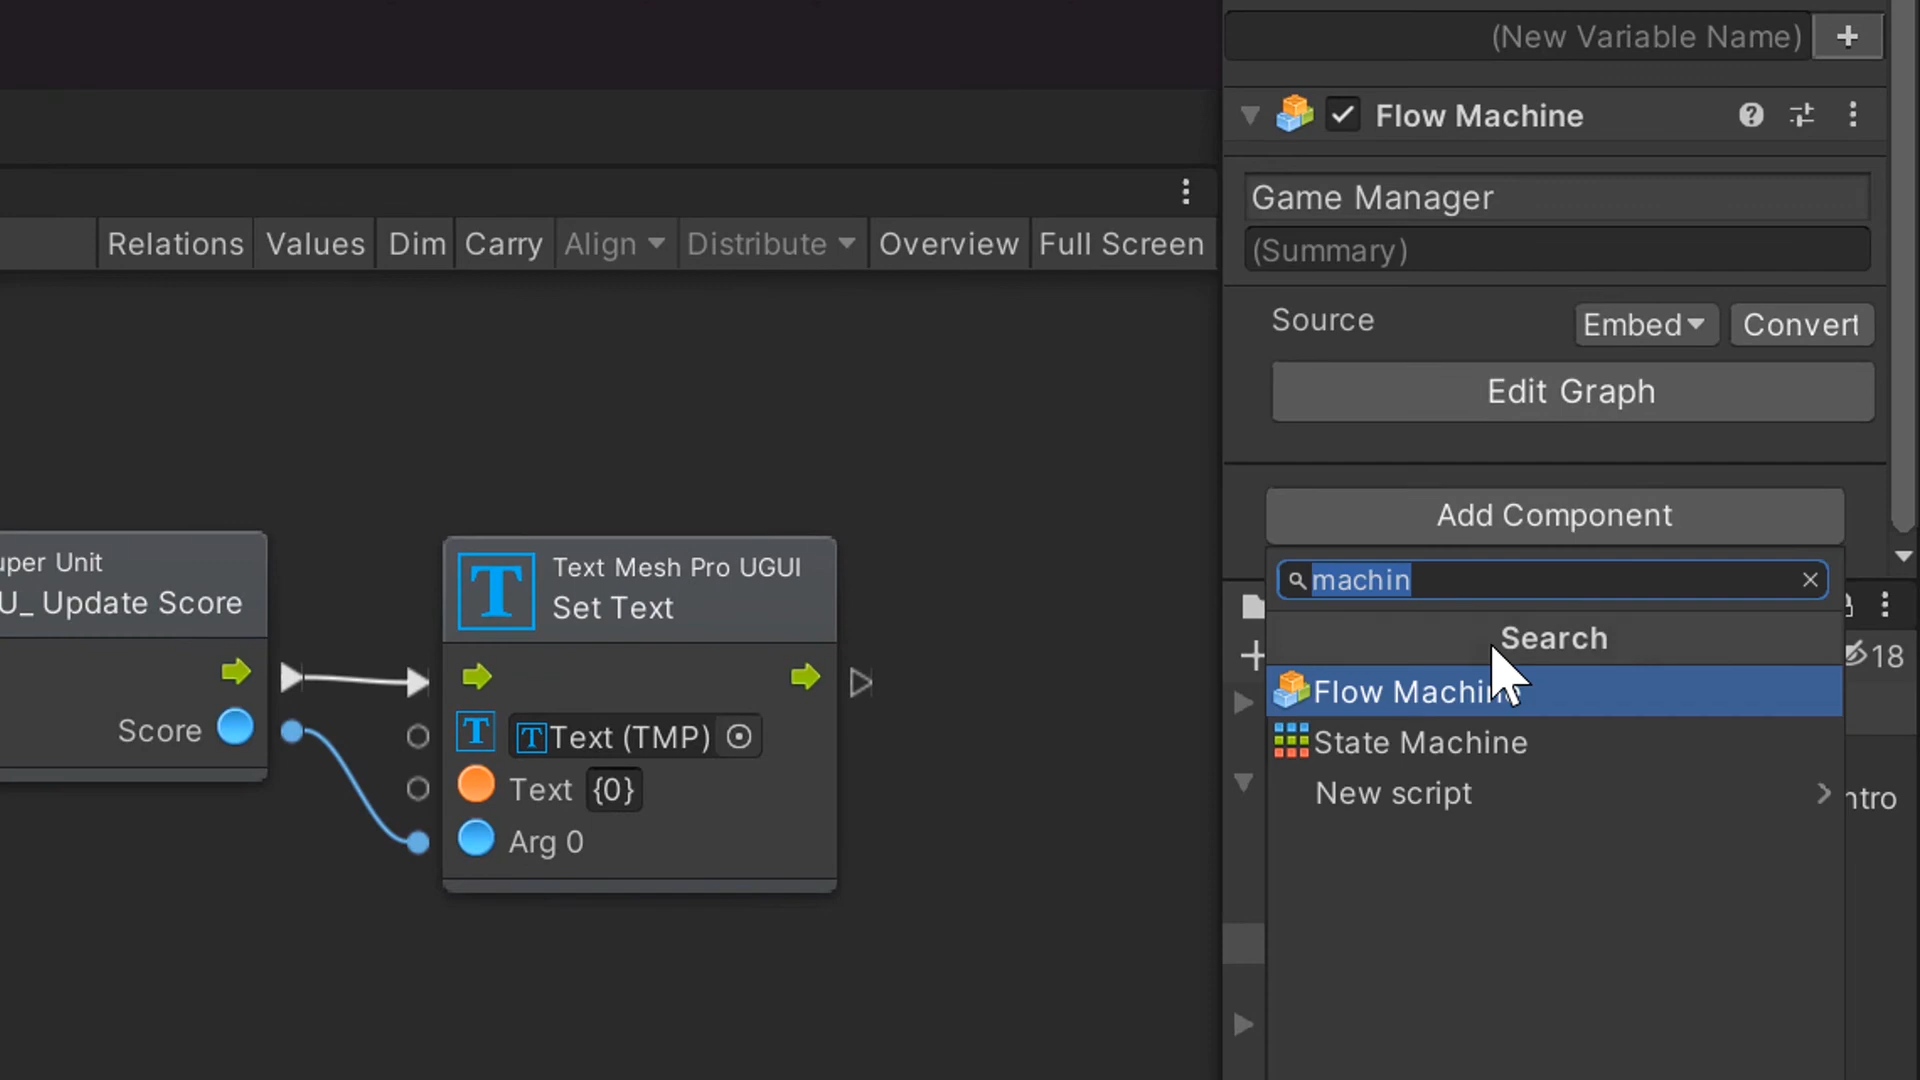 (New Variable Name) +
Flow Machine
Game Manager
(Summary)
Relations Values Dim Carry Align Distribute Overview Full Screen
Source Embed Convert
Edit Graph
Add Component
machin
Search
Flow Machine
State Machine
New script
18
ntro
uper Unit
U_ Update Score
Score
Text Mesh Pro UGUI
Set Text
Text (TMP)
Text {0}
Arg 0